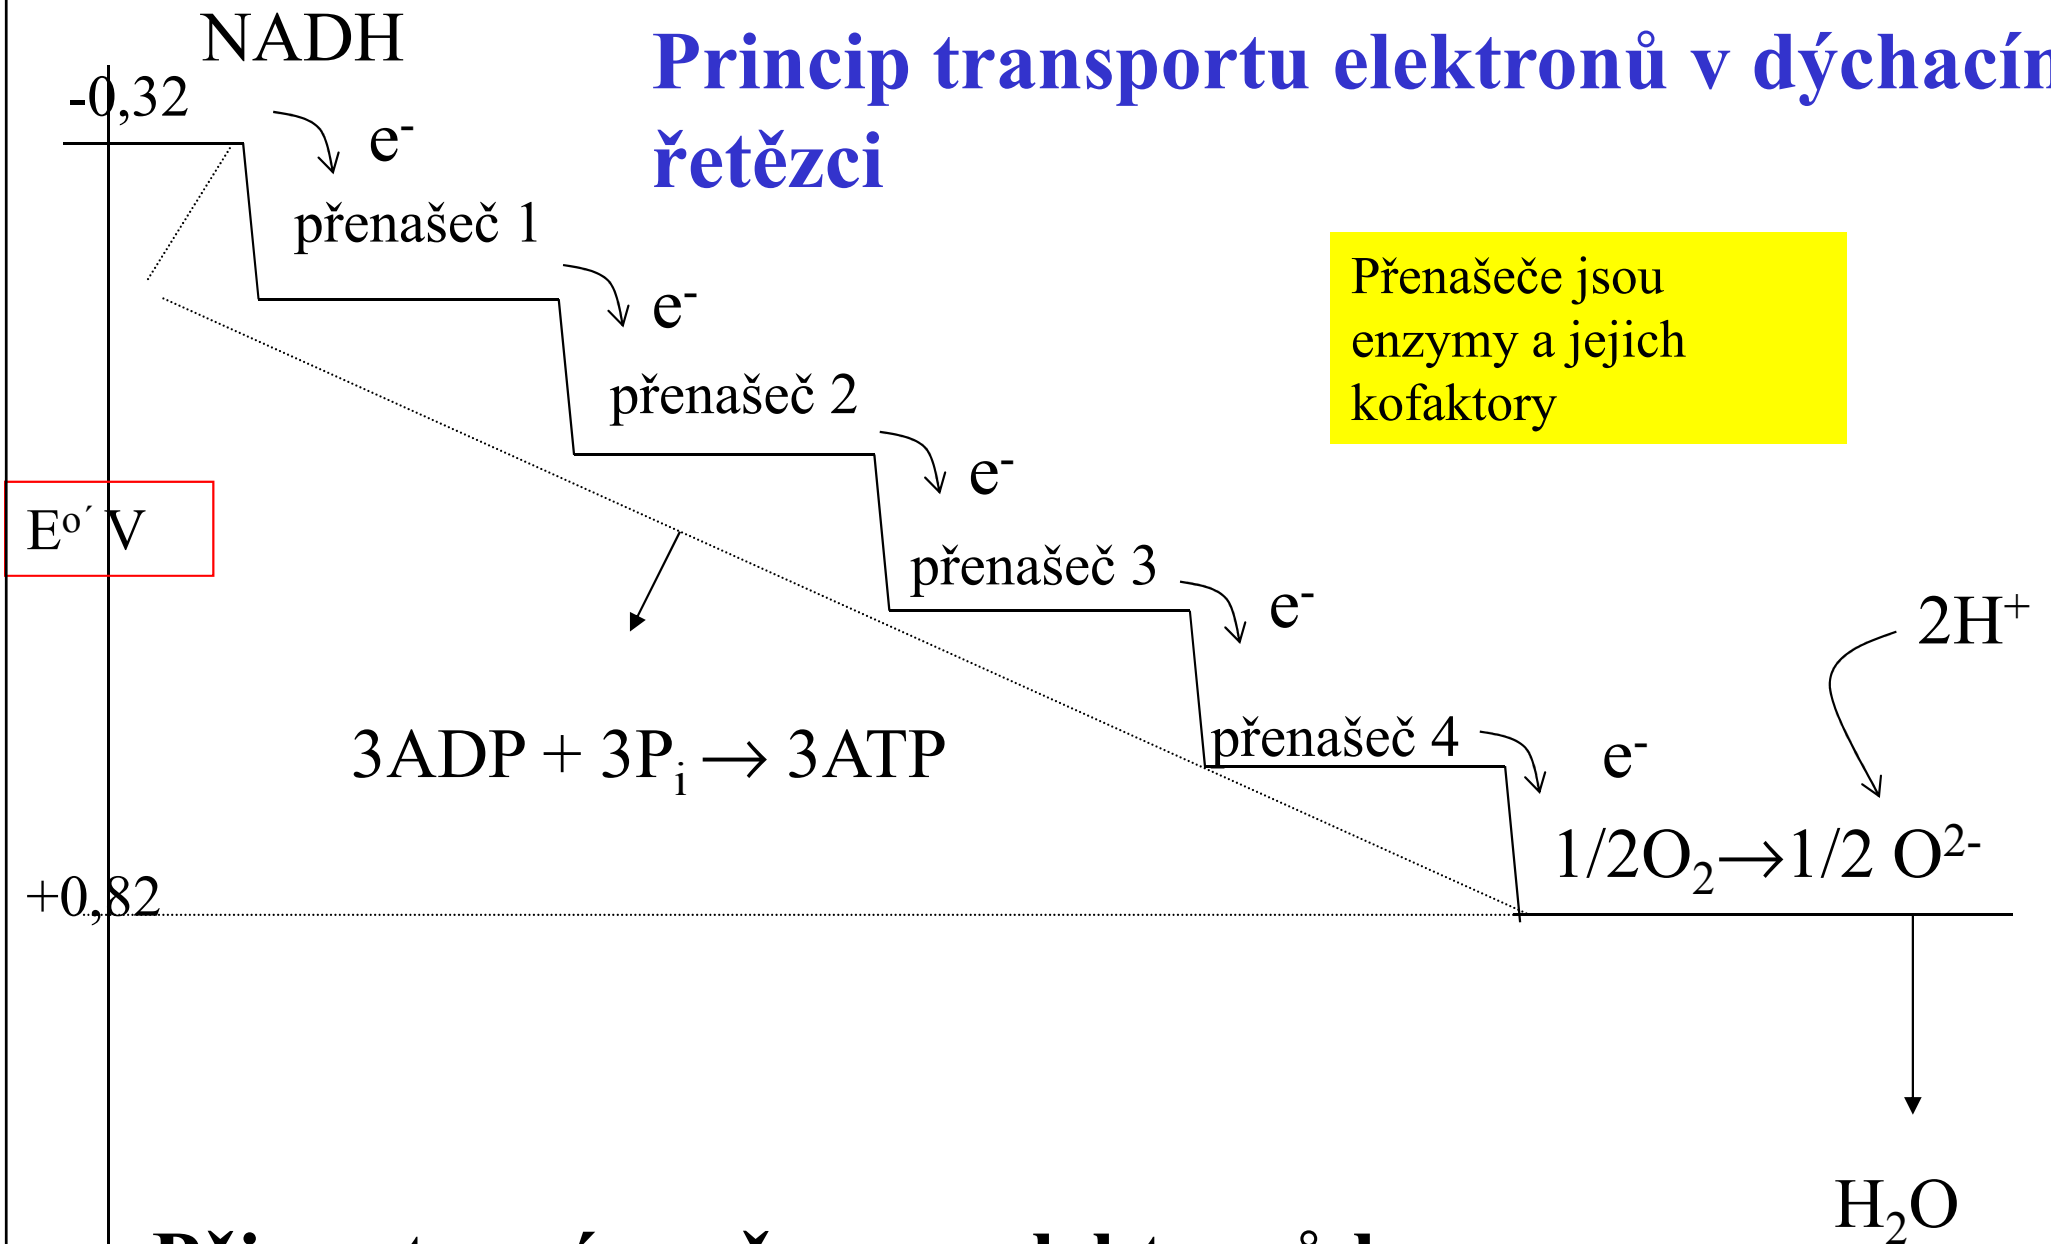 NADH
Princip transportu elektronů v
řetězci
-0,32
e-
přenašeč 1
Přenašeče jsou
enzymy a jejich
kofaktory
e-
přenašeč 2
e-
Eo´ V
přenašeč 3
e-
2H+
3ADP + 3Pi → 3ATP
přenašeč 4
e-
1/2O2→1/2 O2-
+0,82
H2O